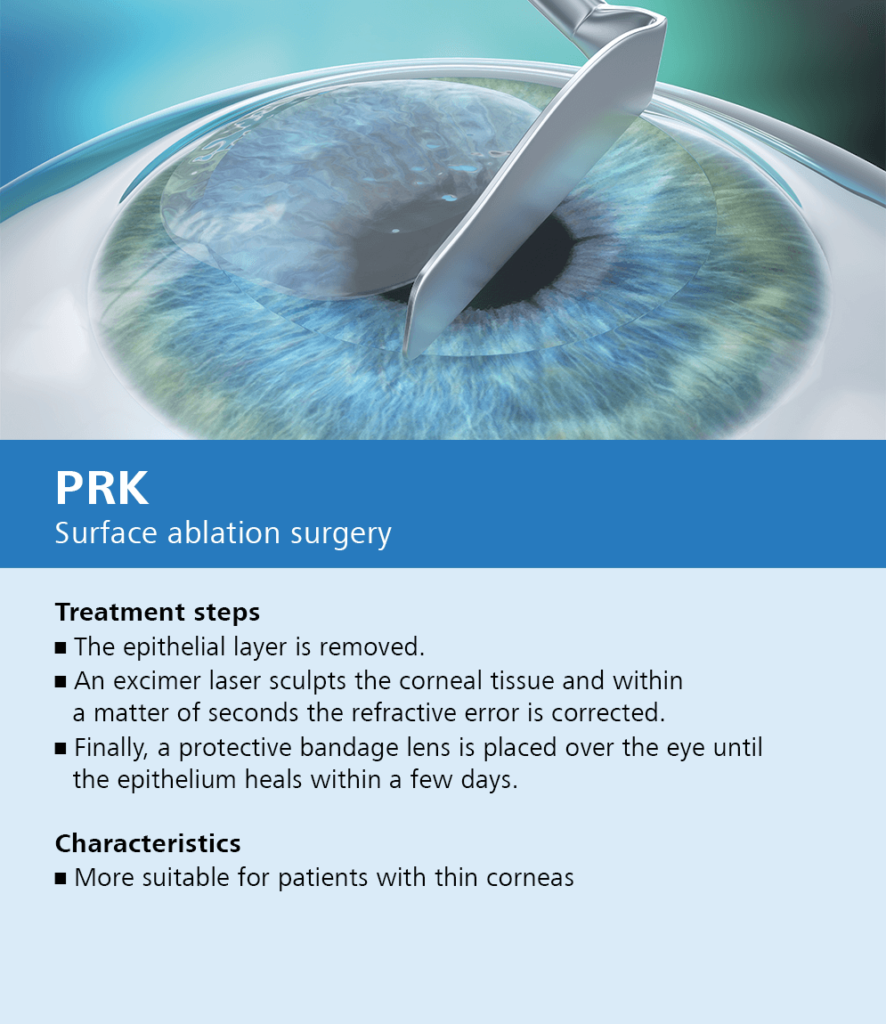 PRK
Surface ablation surgery
Treatment steps
■ The epithelial layer is removed.
■ An excimer laser sculpts the corneal tissue and within
a matter of seconds the refractive error is corrected.
■ Finally, a protective bandage lens is placed over the eye until
the epithelium heals within a few days.
Characteristics
■ More suitable for patients with thin corneas